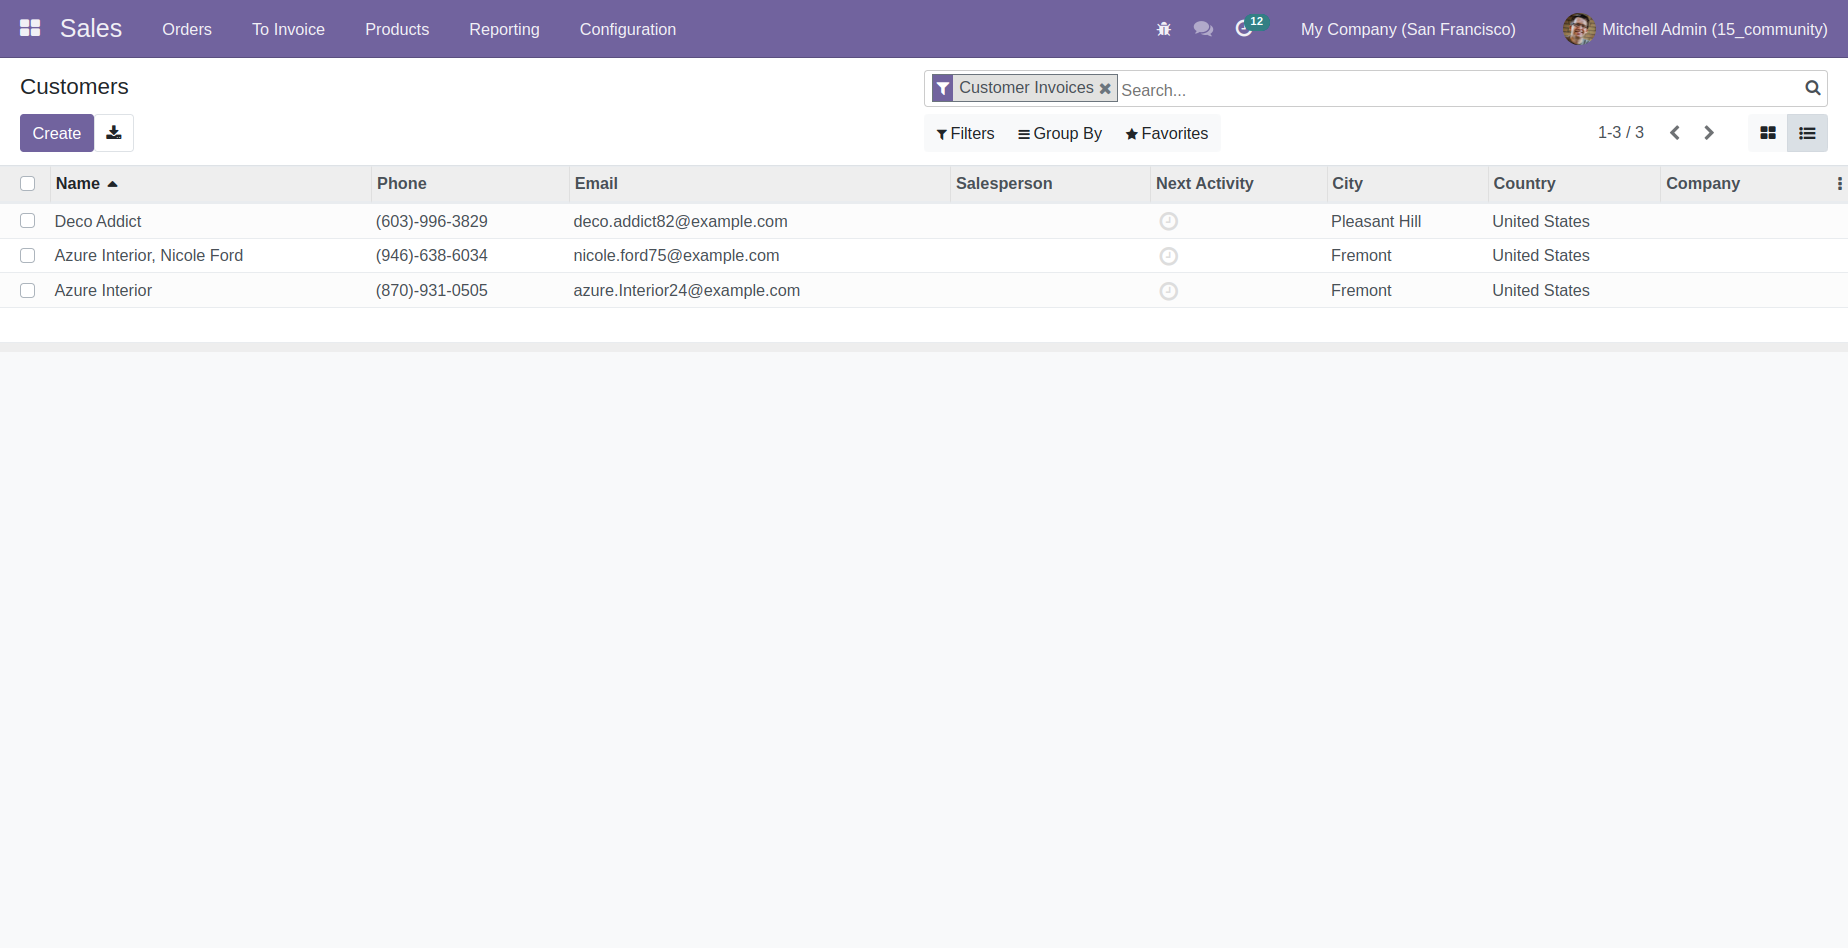 Sales Orders To Invoice Products Reporting Configuration 12 My Company (San Francisco) Mitchell Admin (15_community)
Customers
Customer Invoices Search...
Create Filters Group By Favorites 1-3 / 3
Name Phone Email Salesperson Next Activity City Country Company
Deco Addict (603)-996-3829 deco.addict82@example.com Pleasant Hill United States
Azure Interior, Nicole Ford (946)-638-6034 nicole.ford75@example.com Fremont United States
Azure Interior (870)-931-0505 azure.Interior24@example.com Fremont United States